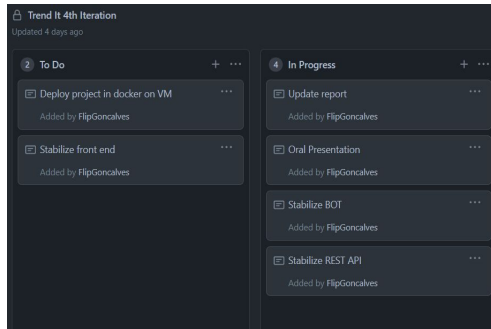 Trend It 4th Iteration
Updated 4 days ago
2 To Do
Deploy project in docker on VM
Added by FlipGoncalves
Stabilize front end
Added by FlipGoncalves
4 In Progress
Update report
Added by FlipGoncalves
Oral Presentation
Added by FlipGoncalves
Stabilize BOT
Added by FlipGoncalves
Stabilize REST API
Added by FlipGoncalves